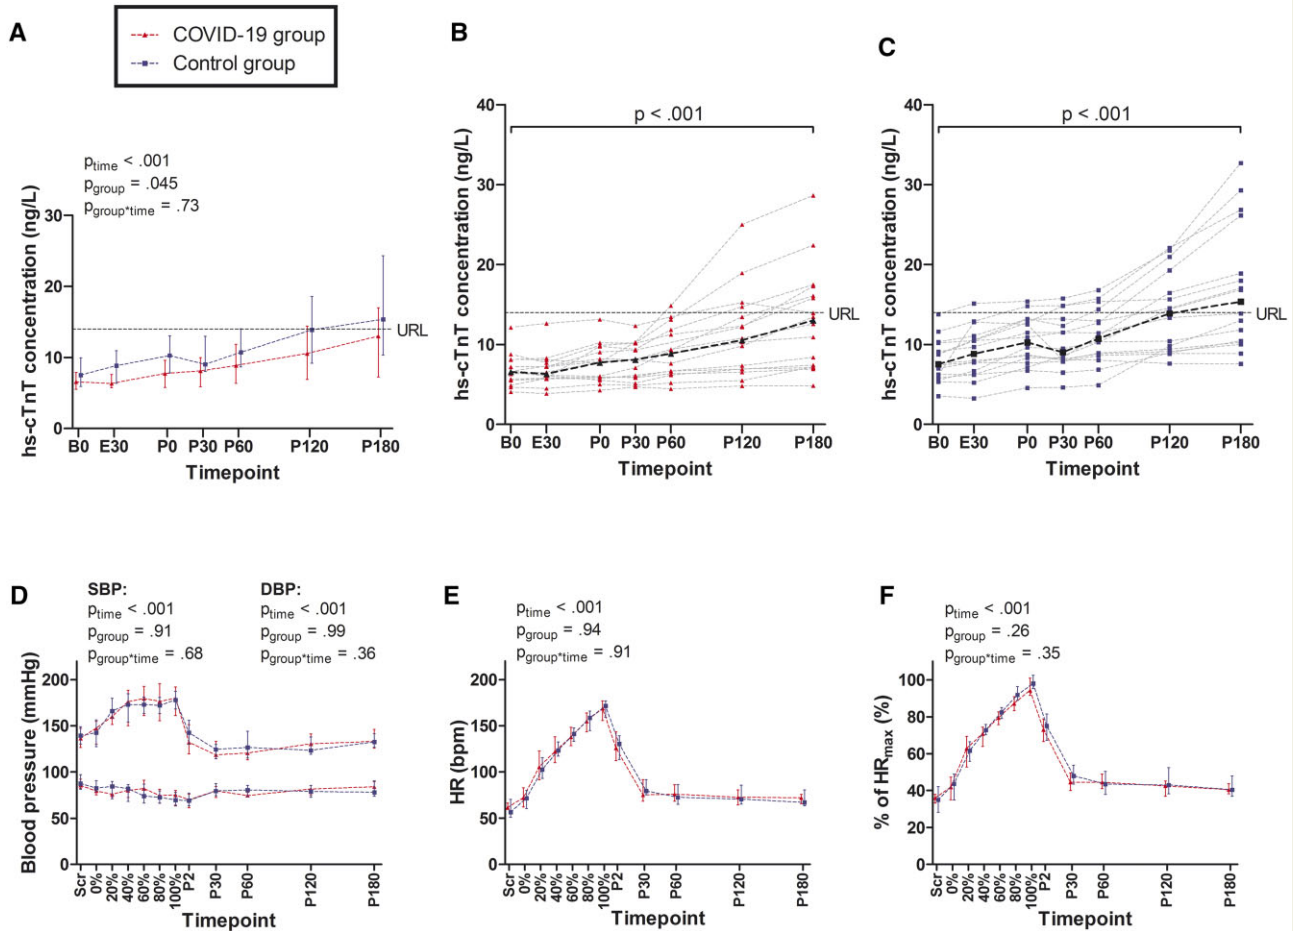 A
COVID-19 group
Control group
ptime < .001
pgroup = .045
pgroup*time = .73
hs-cTnT concentration (ng/L)
30
20
10
0
URL
B0 E30 P0 P30 P60 P120 P180
Timepoint
B
p < .001
hs-cTnT concentration (ng/L)
40
30
20
10
0
URL
B0 E30 P0 P30 P60 P120 P180
Timepoint
C
p < .001
hs-cTnT concentration (ng/L)
40
30
20
10
0
URL
B0 E30 P0 P30 P60 P120 P180
Timepoint
D
SBP:
ptime < .001
pgroup = .91
pgroup*time = .68
DBP:
ptime < .001
pgroup = .99
pgroup*time = .36
Blood pressure (mmHg)
200
150
100
50
0
Scr 0% 20% 40% 60% 80% 100% P2 P30 P60 P120 P180
Timepoint
E
ptime < .001
pgroup = .94
pgroup*time = .91
HR (bpm)
200
150
100
50
0
Scr 0% 20% 40% 60% 80% 100% P2 P30 P60 P120 P180
Timepoint
F
ptime < .001
pgroup = .26
pgroup*time = .35
% of HRmax (%)
100
80
60
40
20
0
Scr 0% 20% 40% 60% 80% 100% P2 P30 P60 P120 P180
Timepoint